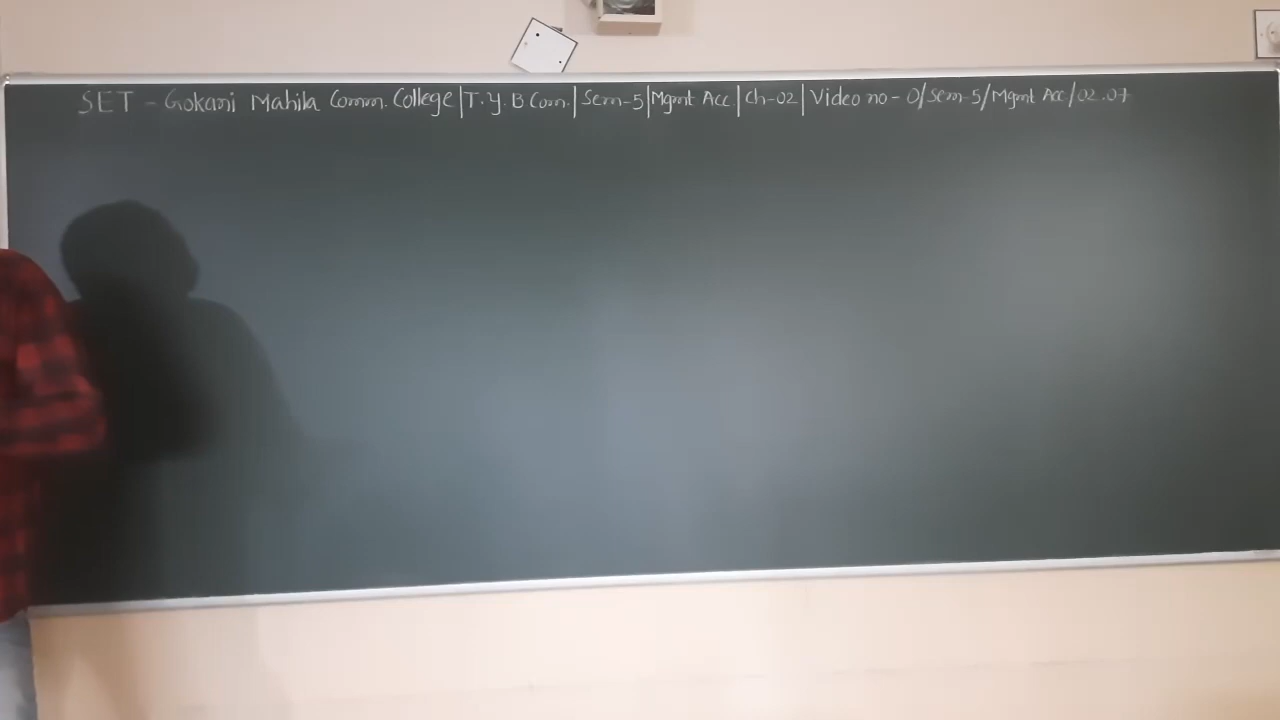 SET - Gokani Mahila Comm. College | T.Y. B Com. | Sem-5 | Mgmt Acc. | Ch-02 | Video no - 0/Sem-5/Mgmt Acc/02.07